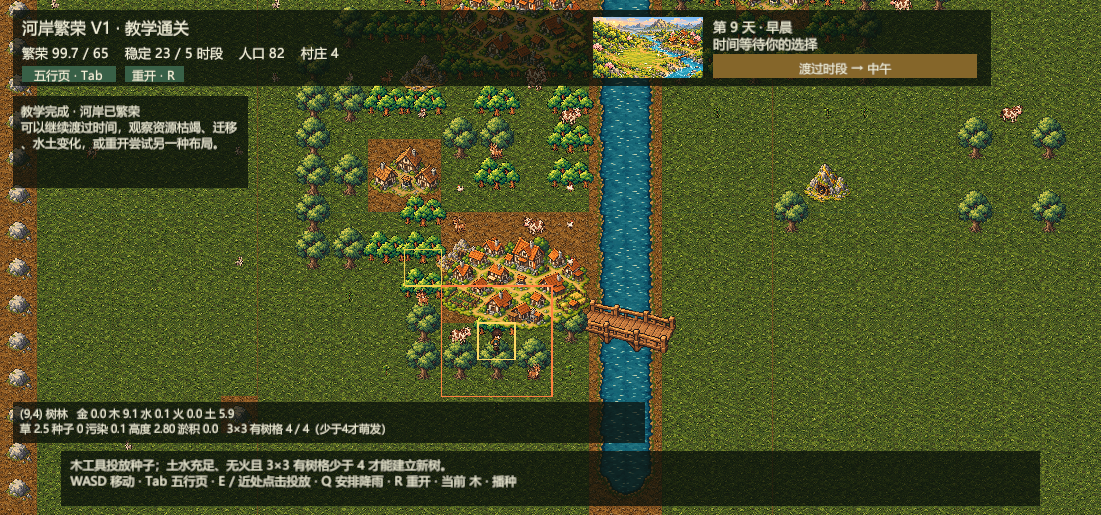 河岸繁荣 V1 · 教学通关
繁荣 99.7 / 65 稳定 23 / 5 时段 人口 82 村庄 4
五行页 · Tab 重开 · R
第 9 天 · 早晨
时间等待你的选择
渡过时段 → 中午
教学完成 · 河岸已繁荣
可以继续渡过时间，观察资源枯竭、迁移
、水土变化，或重开尝试另一种布局。
(9,4) 树林 金 0.0 木 9.1 水 0.1 火 0.0 土 5.9
草 2.5 种子 0 污染 0.1 高度 2.80 淤积 0.0 3×3 有树格 4 / 4（少于4才萌发）
木工具投放种子；土水充足、无火且 3×3 有树格少于 4 才能建立新树。
WASD 移动 · Tab 五行页 · E / 近处点击投放 · Q 安排降雨 · R 重开 · 当前 木 · 播种